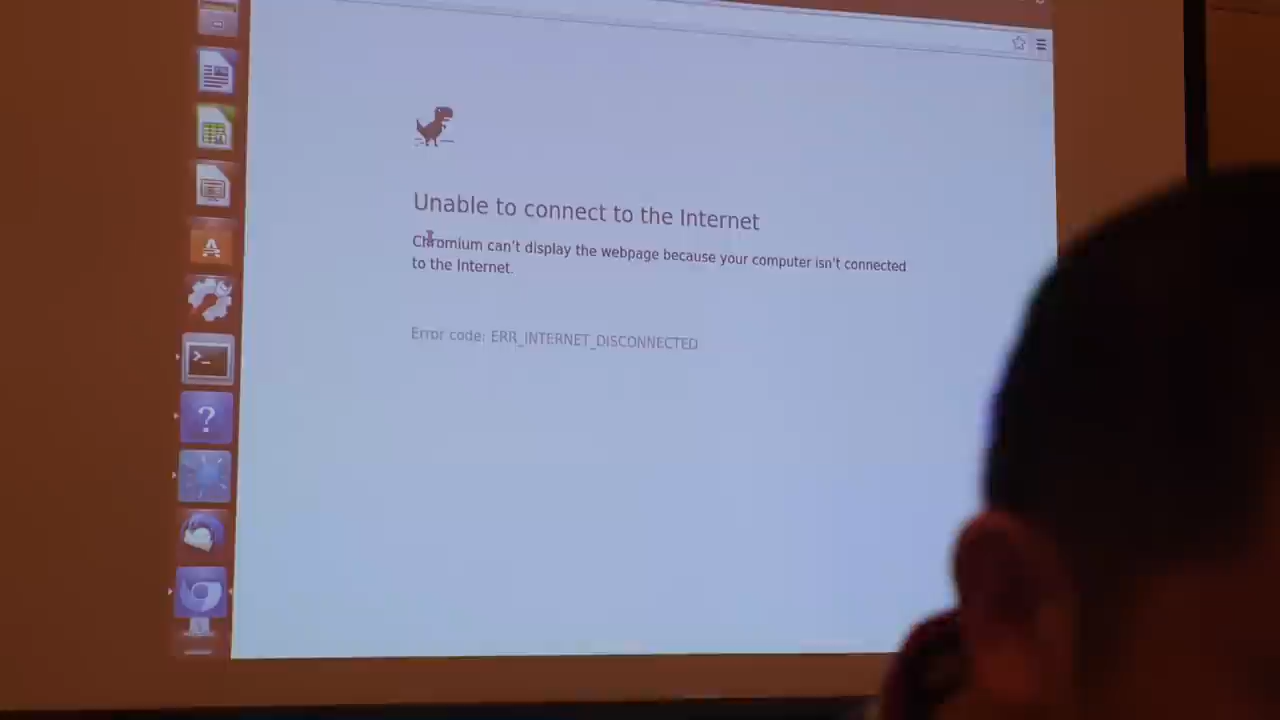 Unable to connect to the Internet
Chromium can't display the webpage because your computer isn't connected
to the Internet.
Error code: ERR_INTERNET_DISCONNECTED